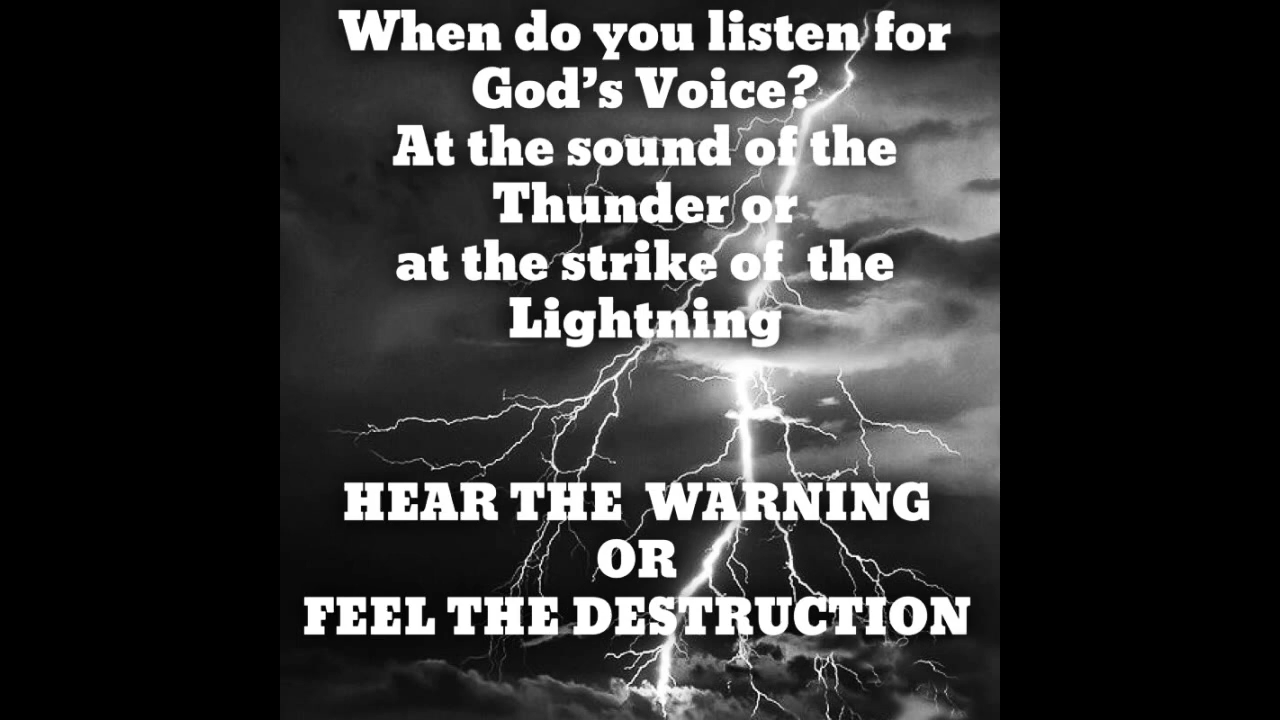 When do you listen for
God’s Voice?
At the sound of the
Thunder or
at the strike of the
Lightning
HEAR THE WARNING
OR
FEEL THE DESTRUCTION